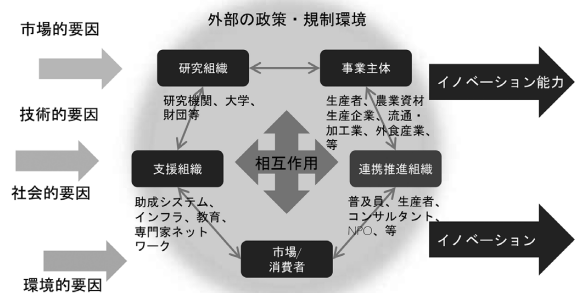 外部の政策・規制環境
市場的要因
技術的要因
社会的要因
環境的要因
研究組織
研究機関、大学、
財団等
事業主体
生産者、農業資材
生産企業、流通・
加工業、外食産業、
等
相互作用
支援組織
助成システム、
インフラ、教育、
専門家ネット
ワーク
連携推進組織
普及員、生産者、
コンサルタント、
NPO、等
市場/
消費者
イノベーション能力
イノベーション